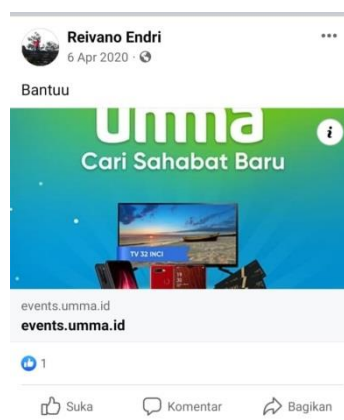 Reivano Endri
6 Apr 2020 ·
Bantuu
umma
Cari Sahabat Baru
TV 32 INCI
events.umma.id
events.umma.id
1
Suka Komentar Bagikan